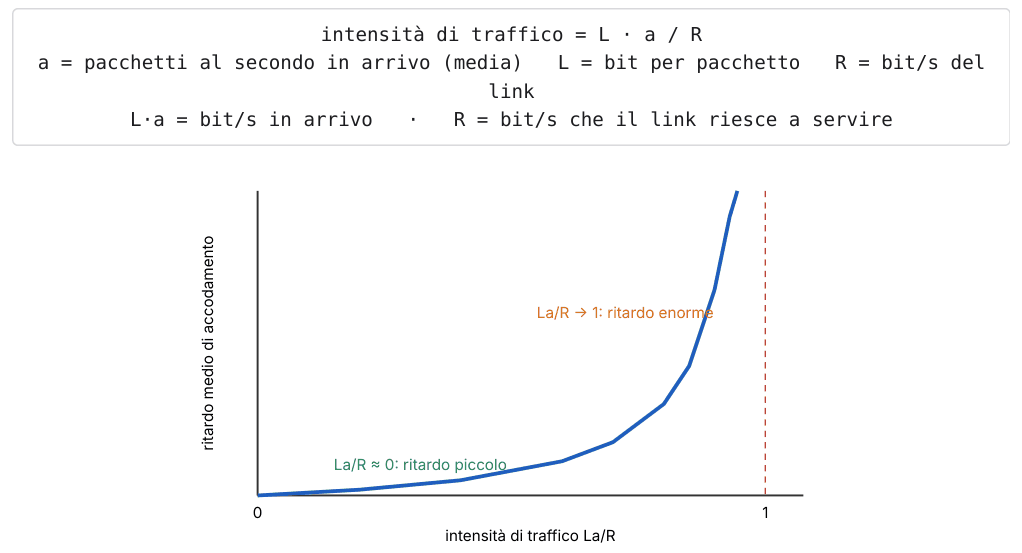 intensità di traffico = L · a / R
a = pacchetti al secondo in arrivo (media)   L = bit per pacchetto   R = bit/s del
link
L·a = bit/s in arrivo   ·   R = bit/s che il link riesce a servire
ritardo medio di accodamento
La/R → 1: ritardo enorme
La/R ≈ 0: ritardo piccolo
0
1
intensità di traffico La/R